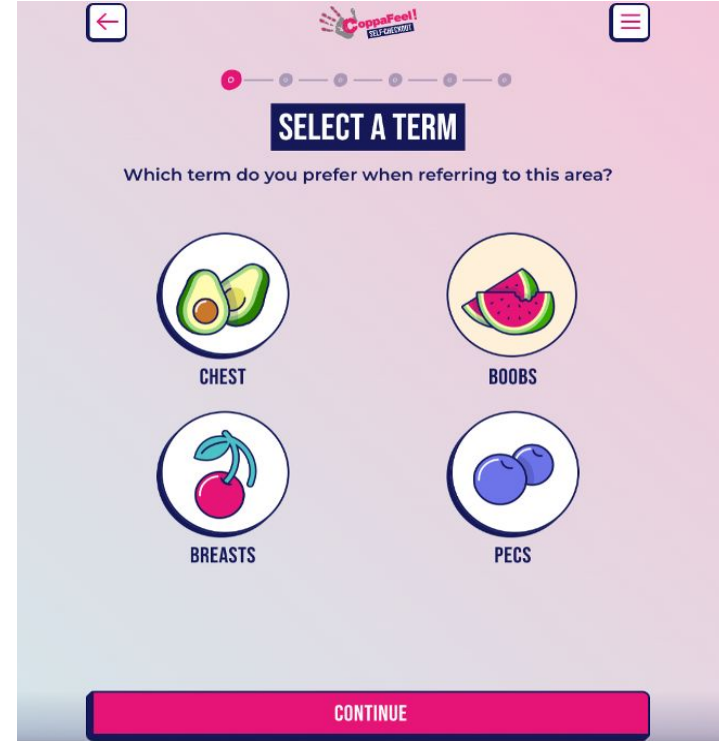 CoppaFeel!
SELF-CHECKOUT
SELECT A TERM
Which term do you prefer when referring to this area?
CHEST
BOOBS
BREASTS
PECS
CONTINUE